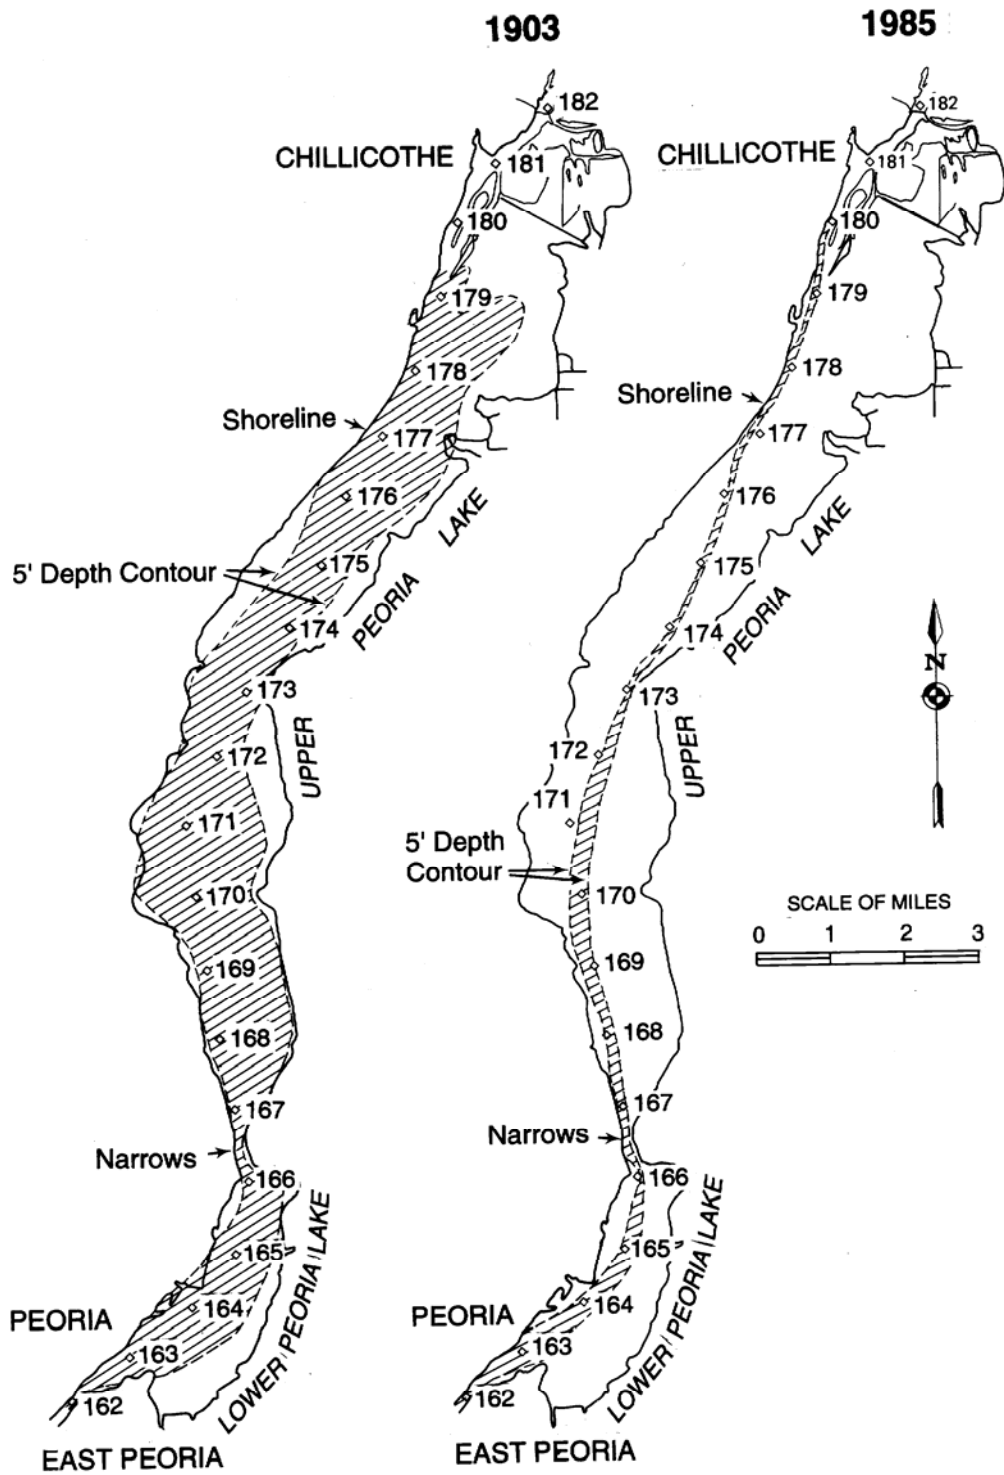 1903
182
CHILLICOTHE
181
180
179
178
Shoreline
177
176
LAKE
5' Depth Contour
175
PEORIA
174
173
UPPER
172
171
170
169
168
167
Narrows
166
165
LOWER PEORIA LAKE
PEORIA
164
163
162
EAST PEORIA
1985
182
CHILLICOTHE
181
180
179
178
Shoreline
177
176
LAKE
175
PEORIA
174
173
UPPER
172
171
5' Depth
Contour
170
169
168
167
Narrows
166
165
LOWER PEORIA LAKE
PEORIA
164
163
162
EAST PEORIA
N
SCALE OF MILES
0 1 2 3